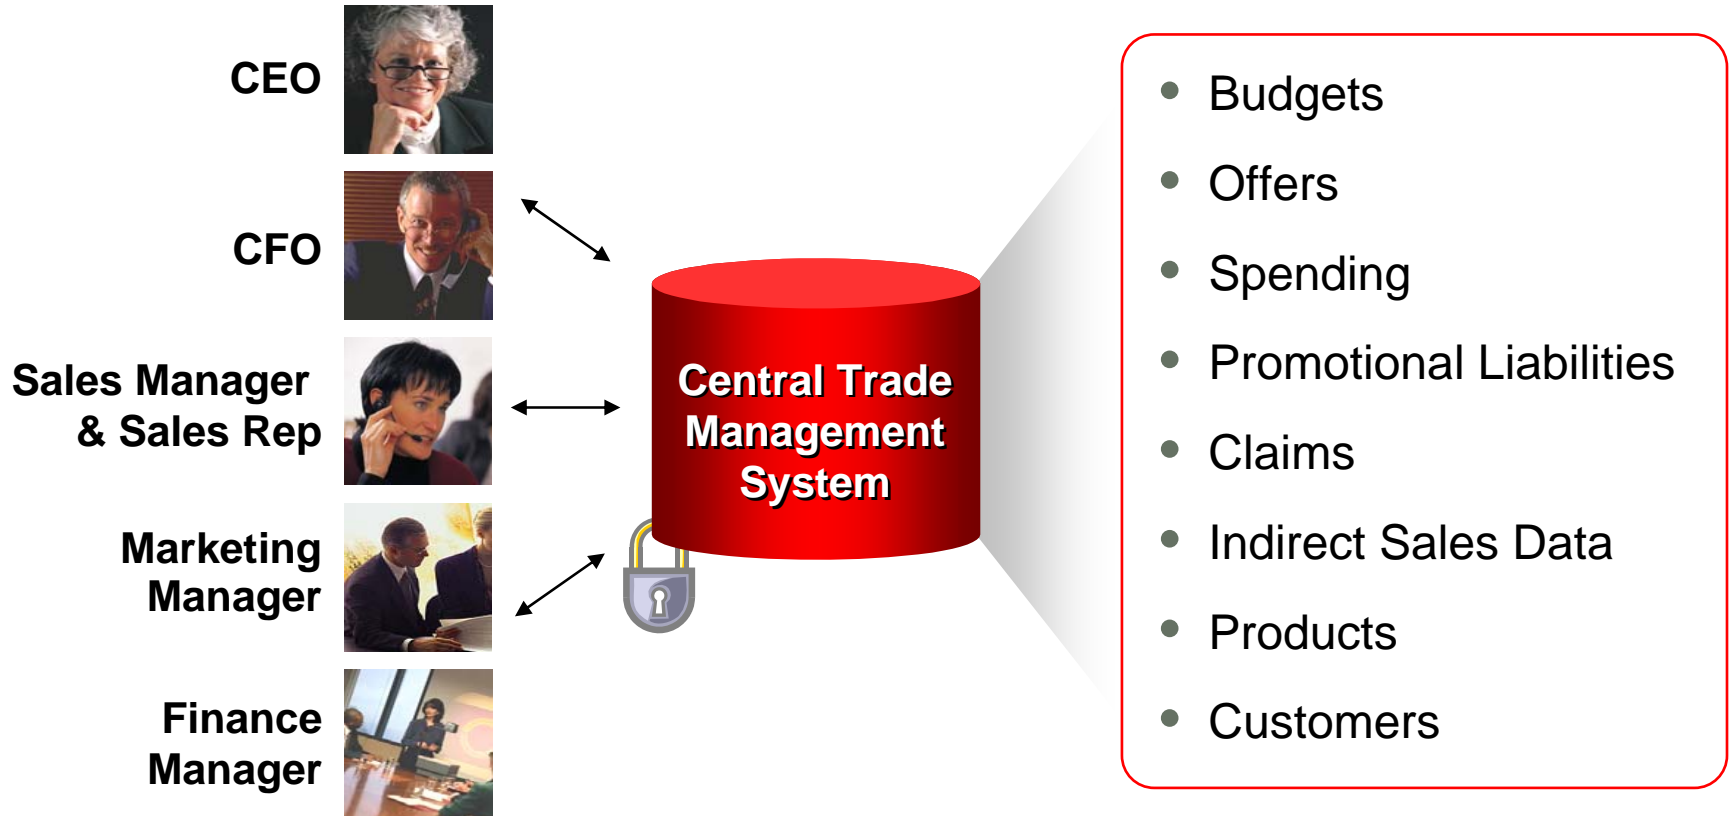 CEO
CFO
Sales Manager
& Sales Rep
Marketing
Manager
Finance
Manager
Central Trade
Management
System
Budgets
Offers
Spending
Promotional Liabilities
Claims
Indirect Sales Data
Products
Customers